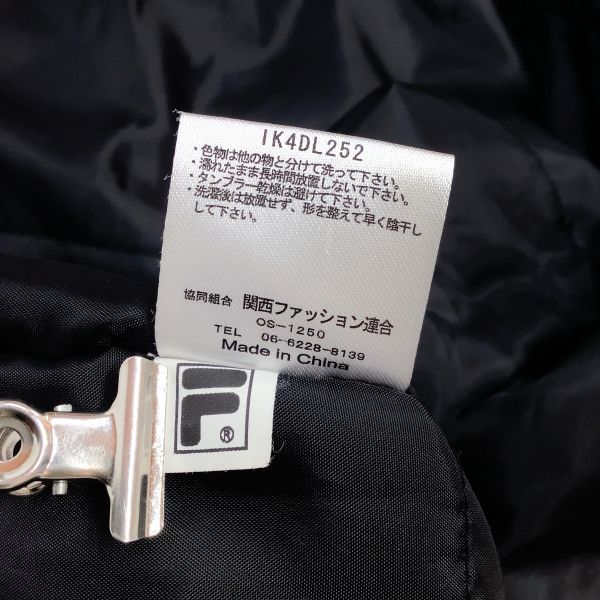 IK4DL252
・色物は他の物と分けて洗って下さい。
・濡れたまま長時間放置しないで下さい。
・タンブラー乾燥は避けて下さい。
・洗濯後は放置せず、形を整えて早く陰干し
して下さい。
協同組合 関西ファッション連合
OS-1250
TEL 06-6228-8139
Made in China
F®